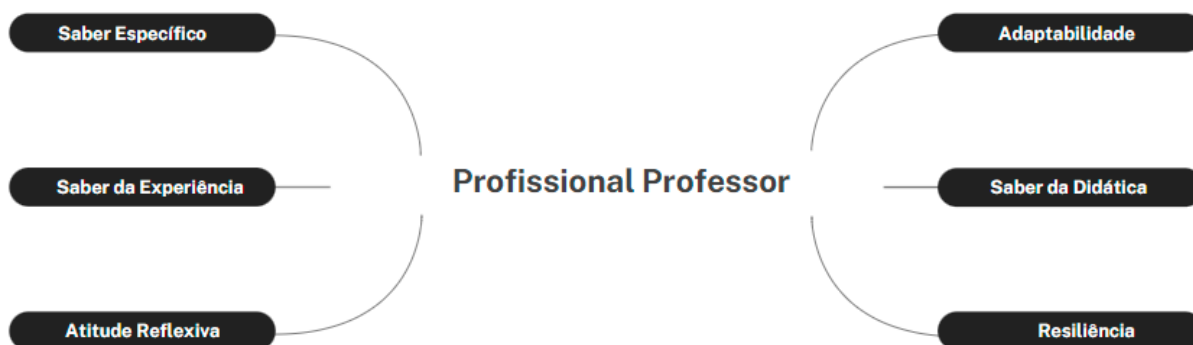 Saber Específico
Adaptabilidade
Saber da Experiência
Profissional Professor
Saber da Didática
Atitude Reflexiva
Resiliência